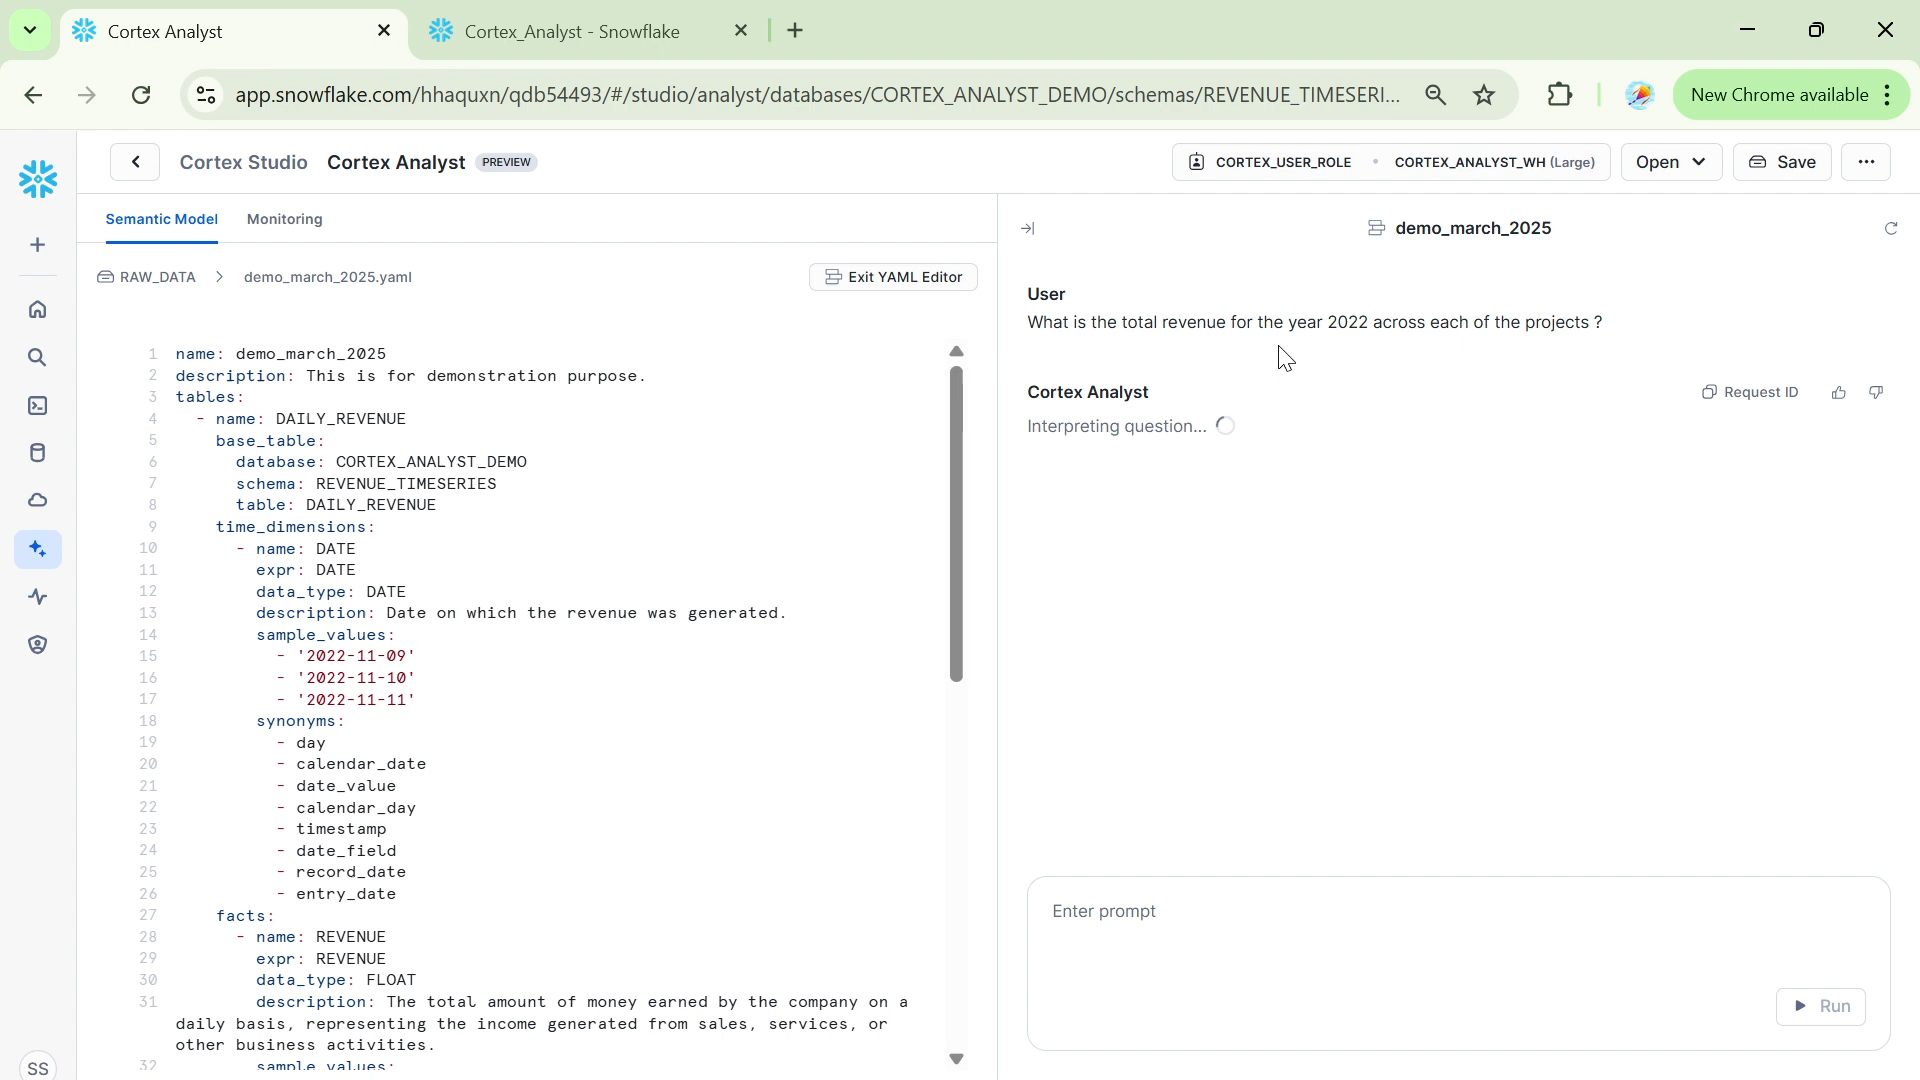 Cortex Analyst
Cortex_Analyst - Snowflake
app.snowflake.com/hhaquxn/qdb54493/#/studio/analyst/databases/CORTEX_ANALYST_DEMO/schemas/REVENUE_TIMESERI...
New Chrome available
Cortex Studio Cortex Analyst PREVIEW
CORTEX_USER_ROLE • CORTEX_ANALYST_WH (Large)
Open
Save
Semantic Model
Monitoring
RAW_DATA > demo_march_2025.yaml
Exit YAML Editor
1 name: demo_march_2025
2 description: This is for demonstration purpose.
3 tables:
4 - name: DAILY_REVENUE
5 base_table:
6 database: CORTEX_ANALYST_DEMO
7 schema: REVENUE_TIMESERIES
8 table: DAILY_REVENUE
9 time_dimensions:
10 - name: DATE
11 expr: DATE
12 data_type: DATE
13 description: Date on which the revenue was generated.
14 sample_values:
15 - '2022-11-09'
16 - '2022-11-10'
17 - '2022-11-11'
18 synonyms:
19 - day
20 - calendar_date
21 - date_value
22 - calendar_day
23 - timestamp
24 - date_field
25 - record_date
26 - entry_date
27 facts:
28 - name: REVENUE
29 expr: REVENUE
30 data_type: FLOAT
31 description: The total amount of money earned by the company on a
daily basis, representing the income generated from sales, services, or
other business activities.
32 sample_values:
SS
demo_march_2025
User
What is the total revenue for the year 2022 across each of the projects ?
Cortex Analyst
Request ID
Interpreting question...
Enter prompt
Run